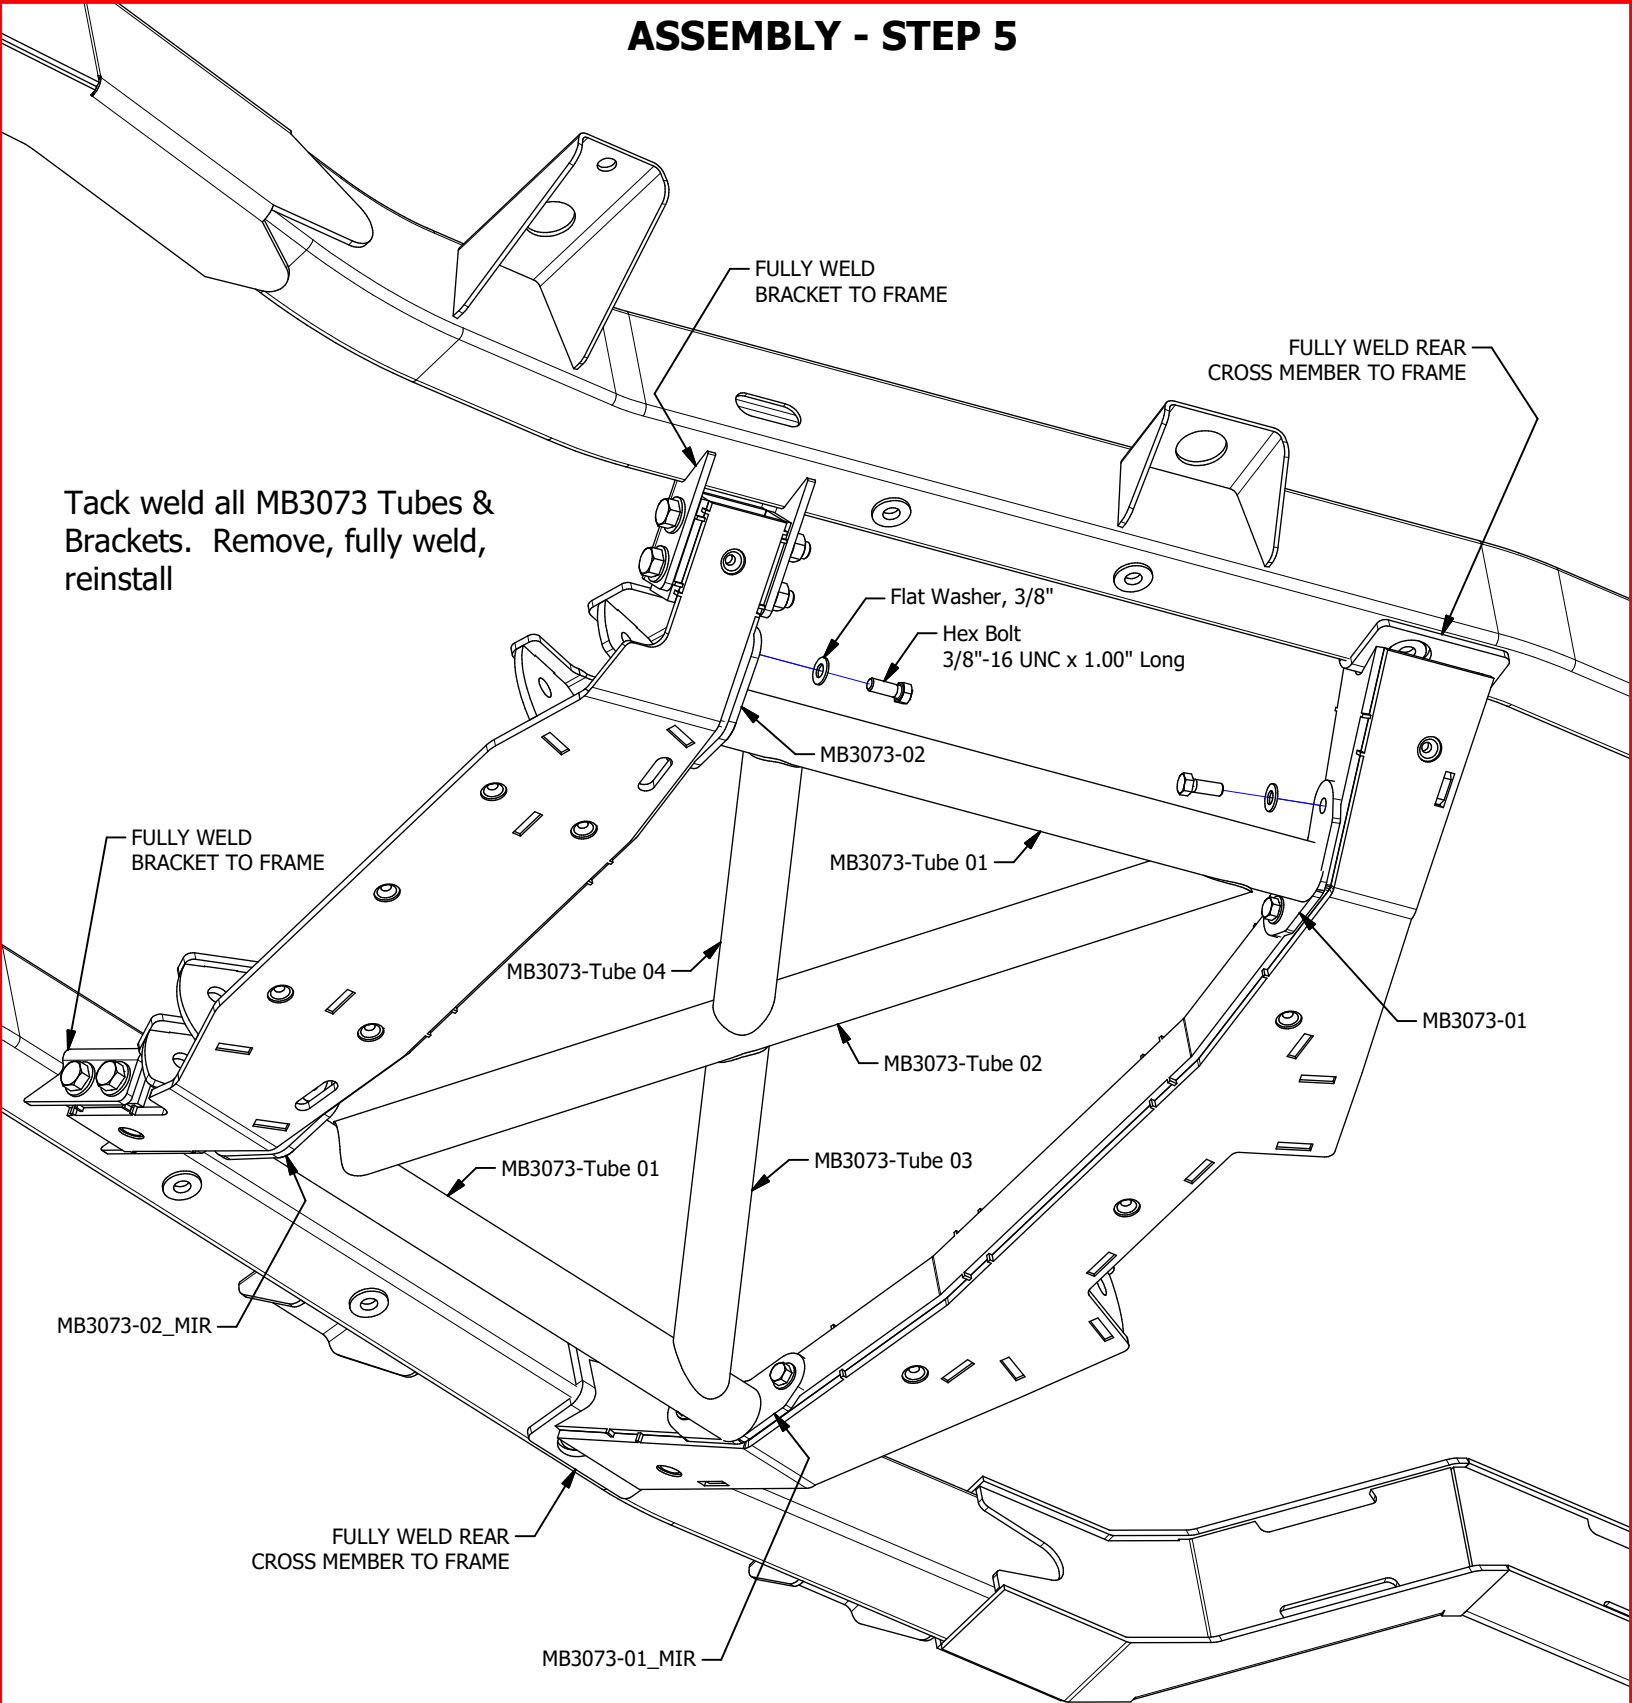 ASSEMBLY - STEP 5
FULLY WELD
BRACKET TO FRAME
FULLY WELD REAR
CROSS MEMBER TO FRAME
Tack weld all MB3073 Tubes &
Brackets.  Remove, fully weld,
reinstall
Flat Washer, 3/8"
Hex Bolt
3/8"-16 UNC x 1.00" Long
MB3073-02
FULLY WELD
BRACKET TO FRAME
MB3073-Tube 01
MB3073-Tube 04
MB3073-01
MB3073-Tube 02
MB3073-Tube 01
MB3073-Tube 03
MB3073-02_MIR
FULLY WELD REAR
CROSS MEMBER TO FRAME
MB3073-01_MIR